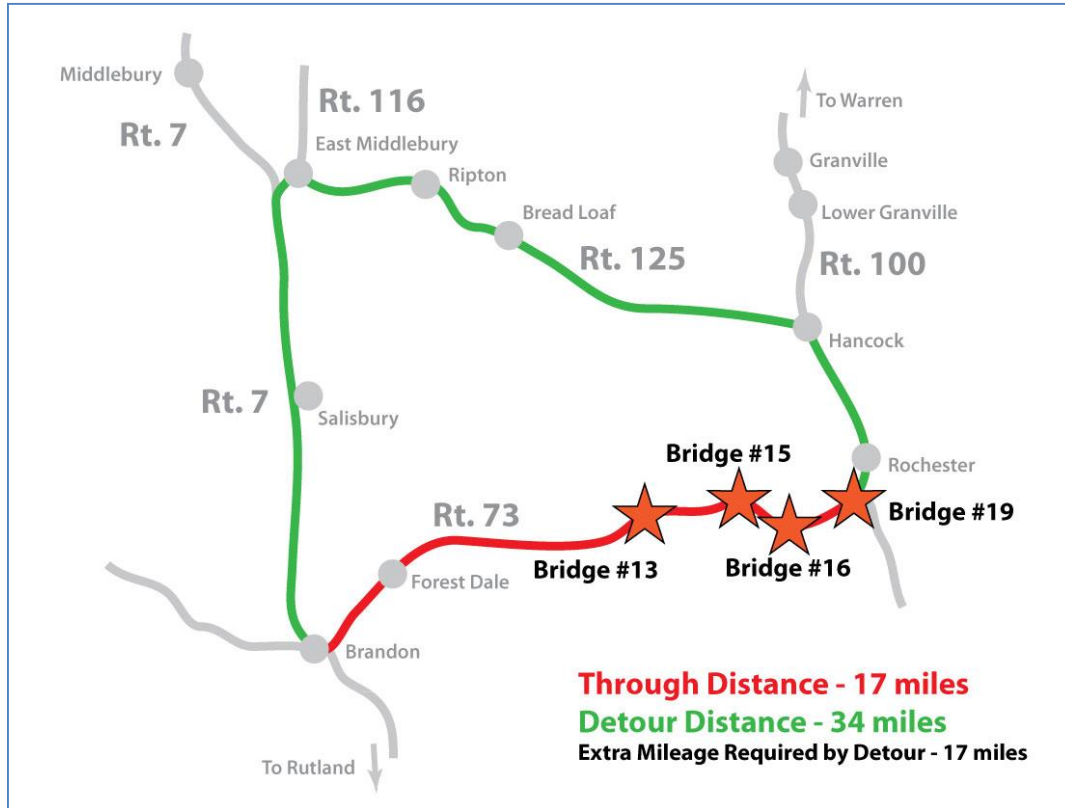 Middlebury
Rt. 7
Rt. 116
East Middlebury
Ripton
Bread Loaf
Rt. 125
To Warren
Granville
Lower Granville
Rt. 100
Hancock
Rt. 7
Salisbury
Rochester
Bridge #15
Bridge #19
Rt. 73
Bridge #13
Bridge #16
Forest Dale
Brandon
To Rutland
Through Distance - 17 miles
Detour Distance - 34 miles
Extra Mileage Required by Detour - 17 miles